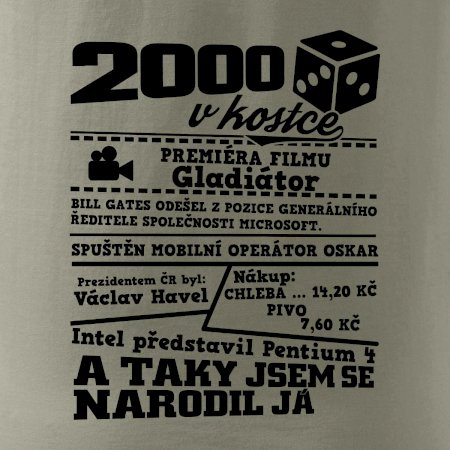 2000
v kostce
PREMIÉRA FILMU
Gladiátor
BILL GATES ODEŠEL Z POZICE GENERÁLNÍHO
ŘEDITELE SPOLEČNOSTI MICROSOFT.
SPUŠTĚN MOBILNÍ OPERÁTOR OSKAR
Prezidentem ČR byl:
Václav Havel
Nákup:
CHLEBA ... 14,20 KČ
PIVO
7,60 KČ
Intel představil Pentium 4
A TAKY JSEM SE
NARODIL JÁ